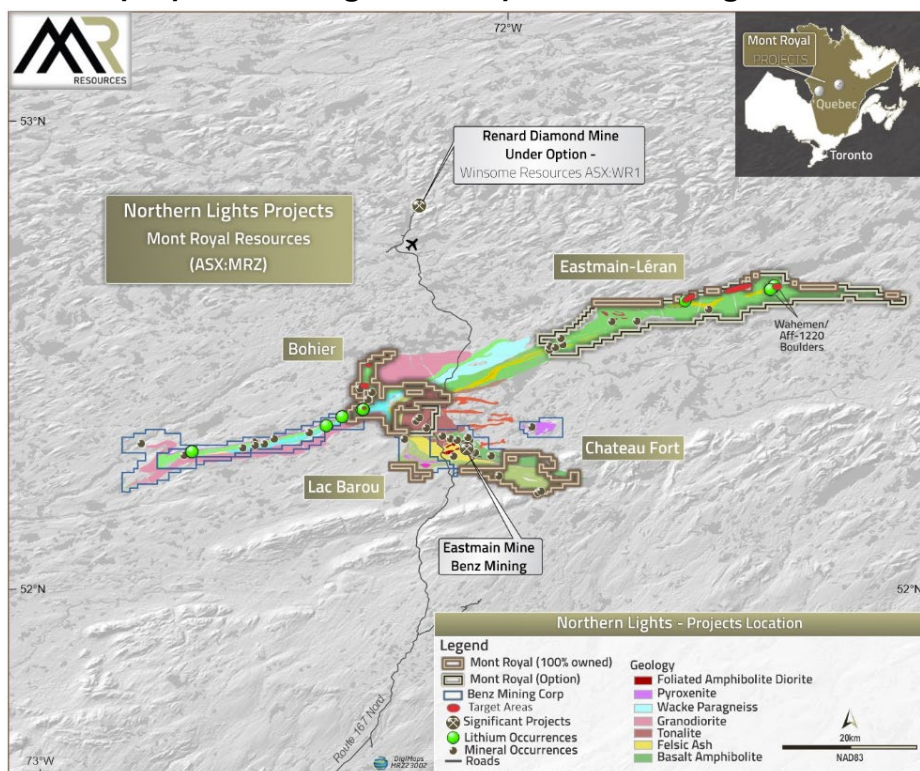 MR
RESOURCES
72°W
Mont Royal
PROJECTS
Quebec
Toronto
53°N
Renard Diamond Mine
Under Option -
Winsome Resources ASX:WR1
Northern Lights Projects
Mont Royal Resources
(ASX:MRZ)
Eastmain-Léran
Wahemen/
Aff-1220
Boulders
Bohier
Chateau Fort
Lac Barou
Eastmain Mine
Benz Mining
52°N
52°N
Northern Lights - Projects Location
Legend
Mont Royal (100% owned)
Mont Royal (Option)
Benz Mining Corp
Target Areas
Significant Projects
Lithium Occurrences
Mineral Occurrences
Roads
Geology
Foliated Amphibolite Diorite
Pyroxenite
Wacke Paragneiss
Granodiorite
Tonalite
Felsic Ash
Basalt Amphibolite
20km
NAD83
Route 167 Nord
73°W
DigiMaps
MRZ23002